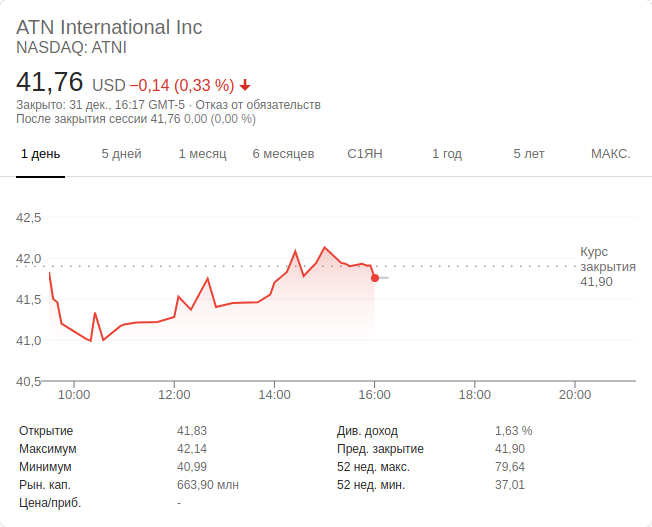 ATN International Inc
NASDAQ: ATNI
41,76 USD −0,14 (0,33 %)
Закрыто: 31 дек., 16:17 GMT-5 · Отказ от обязательств
После закрытия сессии 41,76 0,00 (0,00 %)
1 день 5 дней 1 месяц 6 месяцев С1ЯН 1 год 5 лет МАКС.
42,5
42,0
41,5
41,0
40,5
Курс
закрытия
41,90
10:00 12:00 14:00 16:00 18:00 20:00
Открытие 41,83 Див. доход 1,63 %
Максимум 42,14 Пред. закрытие 41,90
Минимум 40,99 52 нед. макс. 79,64
Рын. кап. 663,90 млн 52 нед. мин. 37,01
Цена/приб. -